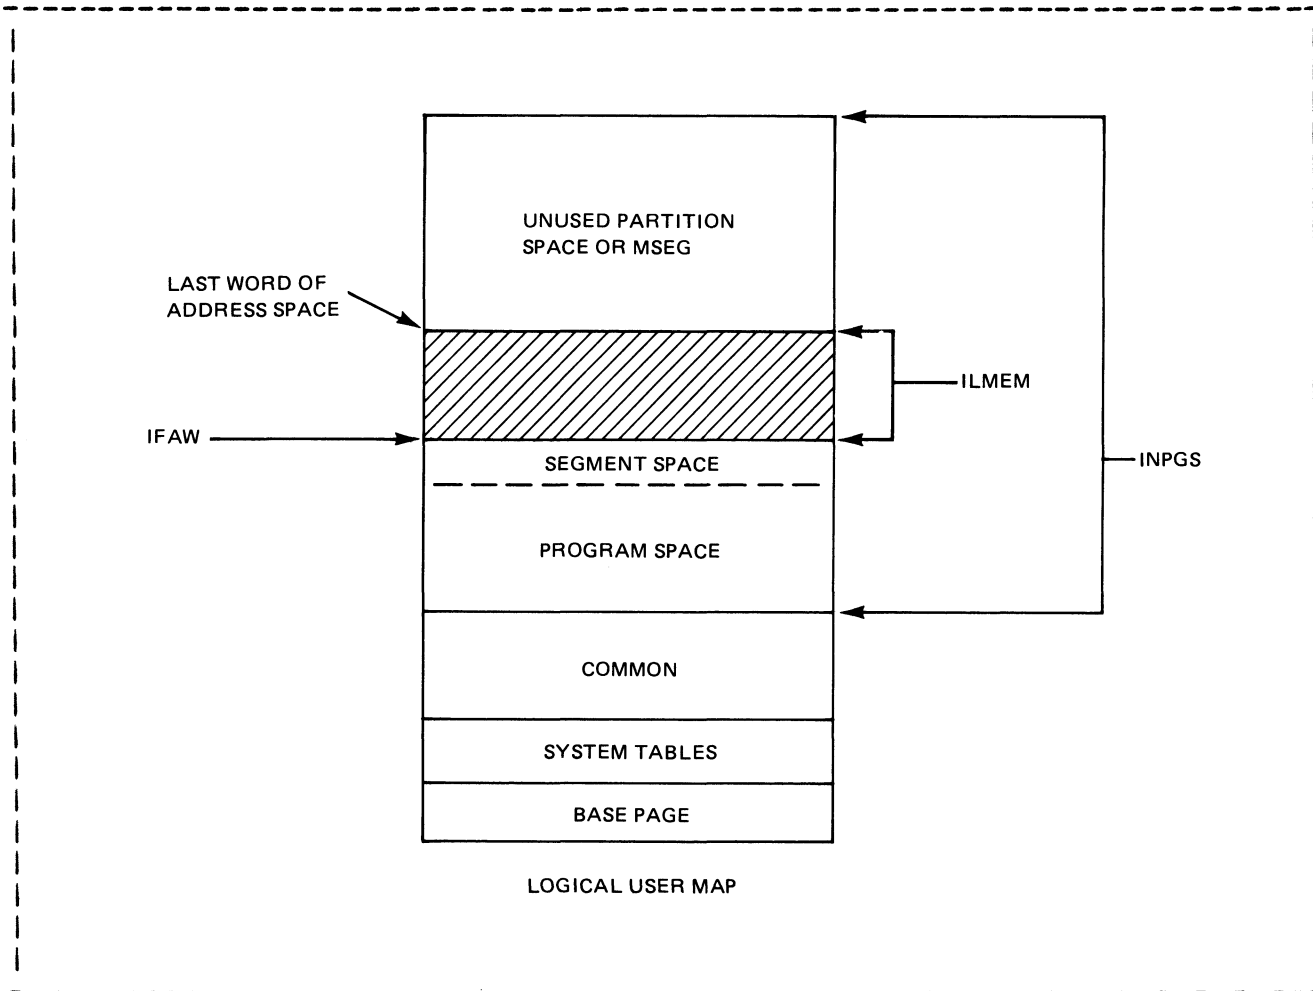 UNUSED PARTITION
SPACE OR MSEG
LAST WORD OF
ADDRESS SPACE
ILMEM
IFAW
SEGMENT SPACE
INPGS
PROGRAM SPACE
COMMON
SYSTEM TABLES
BASE PAGE
LOGICAL USER MAP